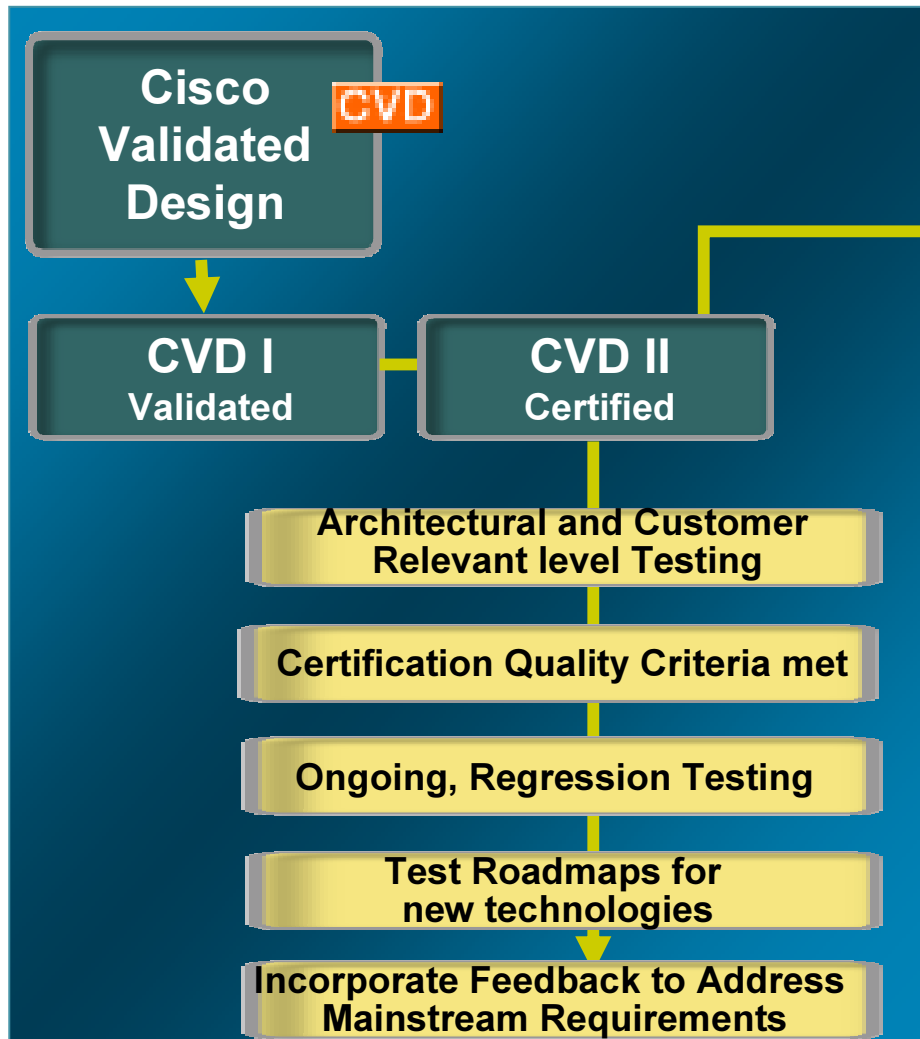 Cisco
Validated
Design
CVD
CVD I
Validated
CVD II
Certified
Architectural and Customer
Relevant level Testing
Certification Quality Criteria met
Ongoing, Regression Testing
Test Roadmaps for
new technologies
Incorporate Feedback to Address
Mainstream Requirements